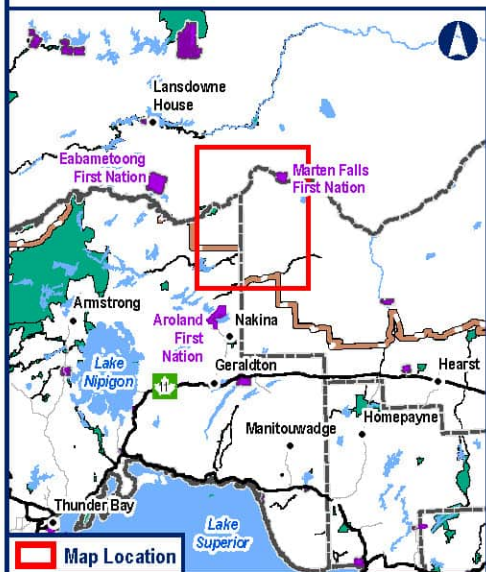 Lansdowne
House
Eabametoong
First Nation
Marten Falls
First Nation
Armstrong
Aroland
First
Nation
Nakina
Lake
Nipigon
Geraldton
11
Hearst
Manitouwadge
Homepayne
Thunder Bay
Lake
Superior
Map Location